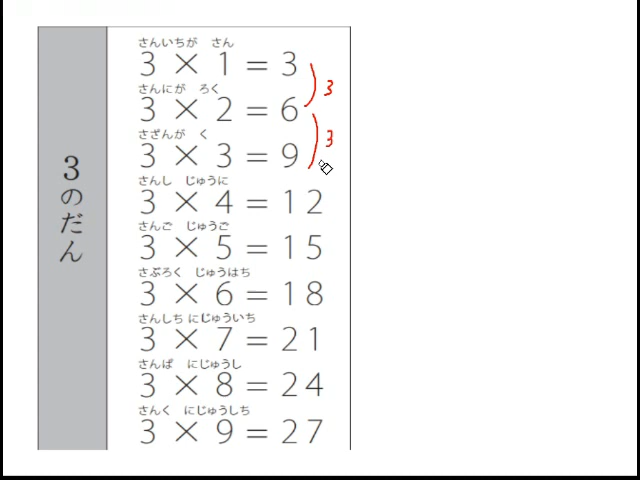 3のだん
さんいちが さん
3 × 1 = 3
3
さんにが ろく
3 × 2 = 6
3
さざんが く
3 × 3 = 9
さんし じゅうに
3 × 4 = 12
さんご じゅうご
3 × 5 = 15
さぶろく じゅうはち
3 × 6 = 18
さんしち にじゅういち
3 × 7 = 21
さんぱ にじゅうし
3 × 8 = 24
さんく にじゅうしち
3 × 9 = 27